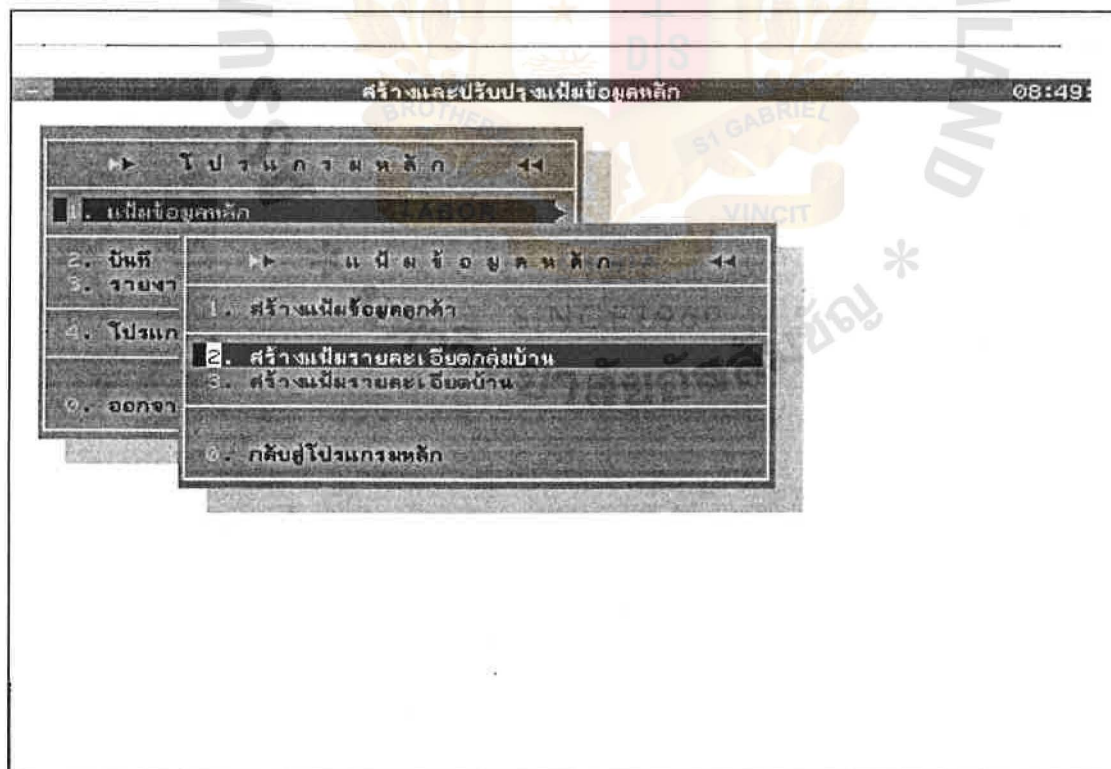 สร้างและปรับปรุงแฟ้มข้อมูลหลัก 08:49:
▶▶ โ ป ร แ ก ร ม ห ลั ก ◀◀
1. แฟ้มข้อมูลหลัก
2. บันทึ
3. รายงา
4. โปรแก
0. ออกจา
▶▶ แ ฟ้ ม ข้ อ มู ล ห ลั ก ◀◀
1. สร้างแฟ้มข้อมูลลูกค้า
2. สร้างแฟ้มรายละเอียดกลุ่มบ้าน
3. สร้างแฟ้มรายละเอียดบ้าน
0. กลับสู่โปรแกรมหลัก
BROTHERS
ST GABRIEL
LABOR
VINCIT
DS
SINCE 1969